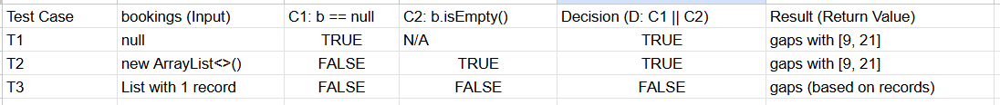 Test Case bookings (Input) C1: b == null C2: b.isEmpty() Decision (D: C1 || C2) Result (Return Value)
T1 null TRUE N/A TRUE gaps with [9, 21]
T2 new ArrayList<>() FALSE TRUE TRUE gaps with [9, 21]
T3 List with 1 record FALSE FALSE FALSE gaps (based on records)